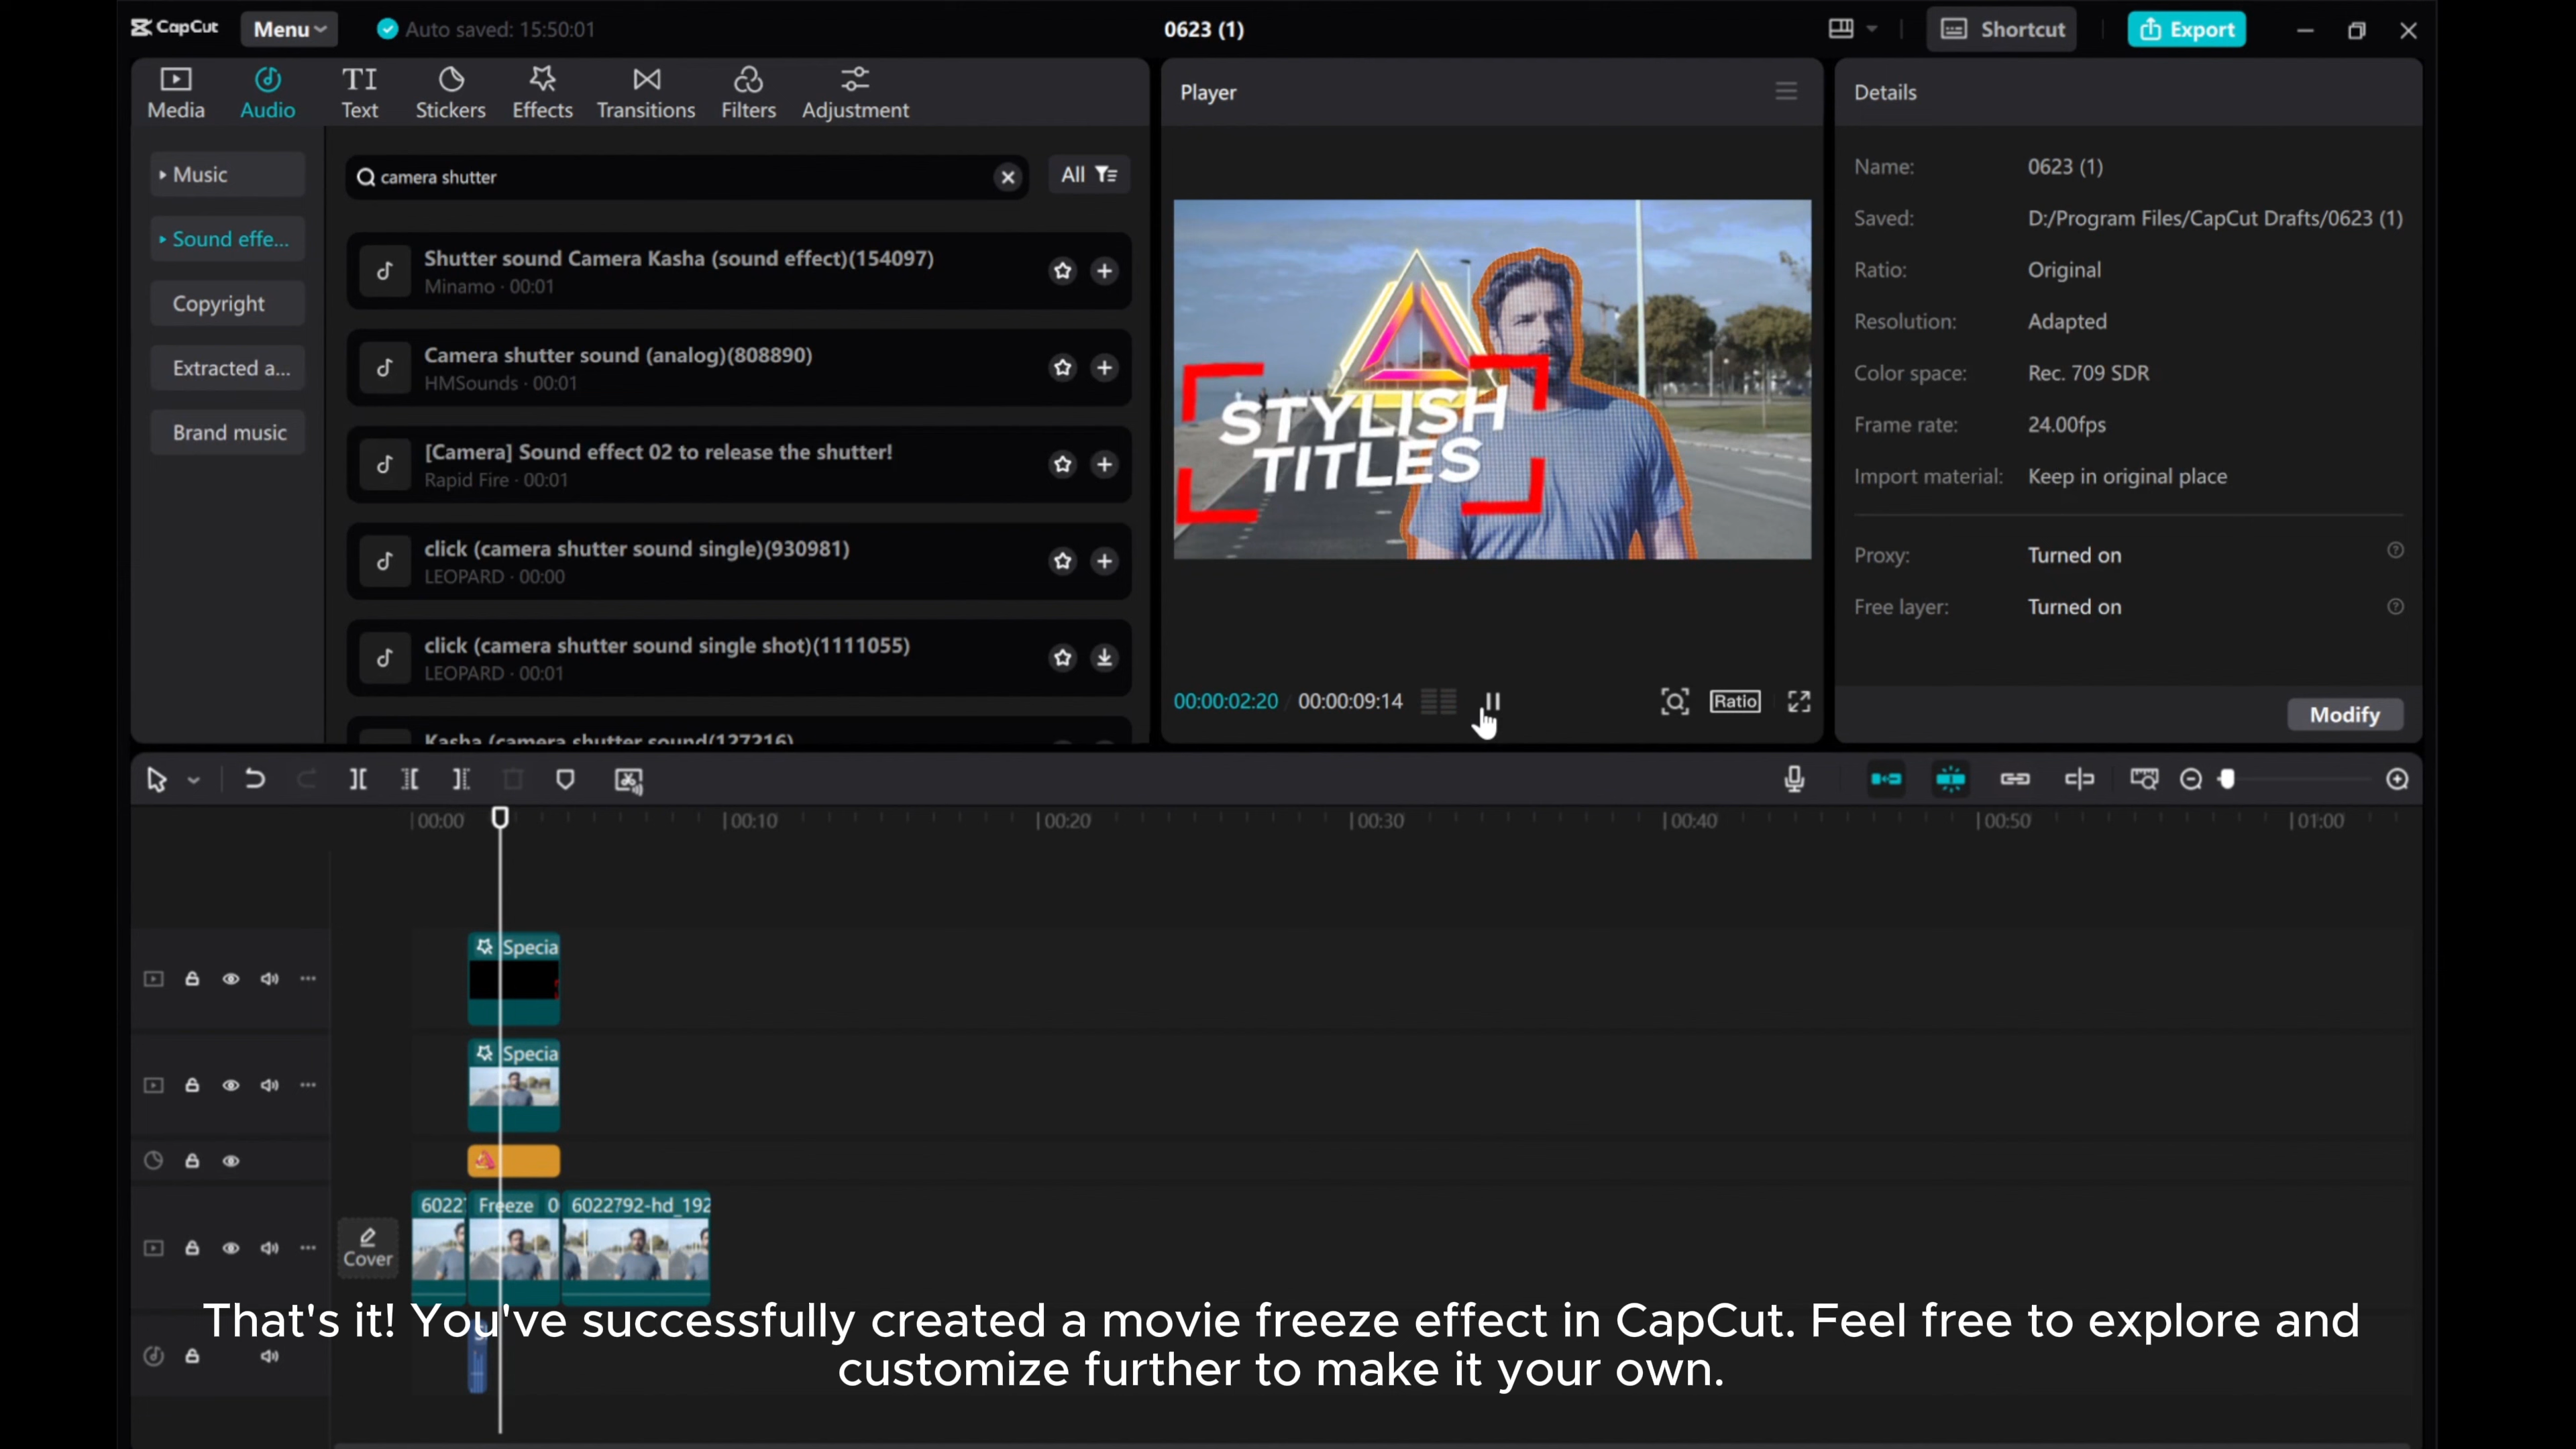 CapCut
Menu
Auto saved: 15:50:01
0623 (1)
Shortcut
Export
Media
Audio
TI
Text
Stickers
Effects
Transitions
Filters
Adjustment
Player
Details
Music
Sound effe...
Copyright
Extracted a...
Brand music
camera shutter
All
Shutter sound Camera Kasha (sound effect)(154097)
Minamo · 00:01
Camera shutter sound (analog)(808890)
HMSounds · 00:01
[Camera] Sound effect 02 to release the shutter!
Rapid Fire · 00:01
click (camera shutter sound single)(930981)
LEOPARD · 00:00
click (camera shutter sound single shot)(1111055)
LEOPARD · 00:01
Kasha (camera shutter sound(127216)
STYLISH
TITLES
00:00:02:20
00:00:09:14
Ratio
Name: 0623 (1)
Saved: D:/Program Files/CapCut Drafts/0623 (1)
Ratio: Original
Resolution: Adapted
Color space: Rec. 709 SDR
Frame rate: 24.00fps
Import material: Keep in original place
Proxy: Turned on
Free layer: Turned on
Modify
00:00
00:10
00:20
00:30
00:40
00:50
01:00
Specia
Specia
Cover
6022
Freeze 0
6022792-hd_192
That's it! You've successfully created a movie freeze effect in CapCut. Feel free to explore and
customize further to make it your own.